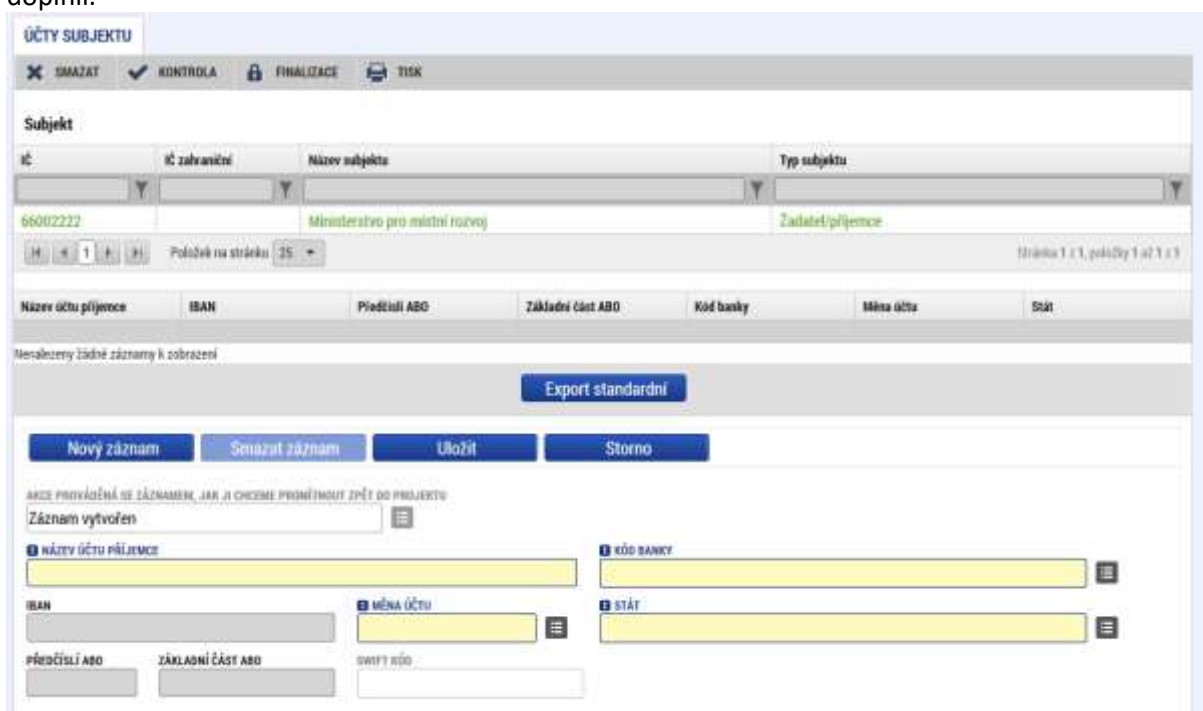 doplnil.
ÚČTY SUBJEKTU
SMAZAT KONTROLA FINALIZACE TISK
Subjekt
IČ IČ zahraniční Název subjektu Typ subjektu
66002222 Ministerstvo pro místní rozvoj Žadatel/příjemce
1 Položek na stránku 25 Stránka 1 z 1, položky 1 až 1 z 1
Název účtu příjemce IBAN Předčíslí ABO Základní část ABO Kód banky Měna účtu Stát
Nenalezeny žádné záznamy k zobrazení
Export standardní
Nový záznam Smazat záznam Uložit Storno
AKCE PROVÁDĚNÁ SE ZÁZNAMEM, JAK JI CHCEME PROMÍTNOUT ZPĚT DO PROJEKTU
Záznam vytvořen
NÁZEV ÚČTU PŘÍJEMCE KÓD BANKY
IBAN MĚNA ÚČTU STÁT
PŘEDČÍSLÍ ABO ZÁKLADNÍ ČÁST ABO SWIFT KÓD